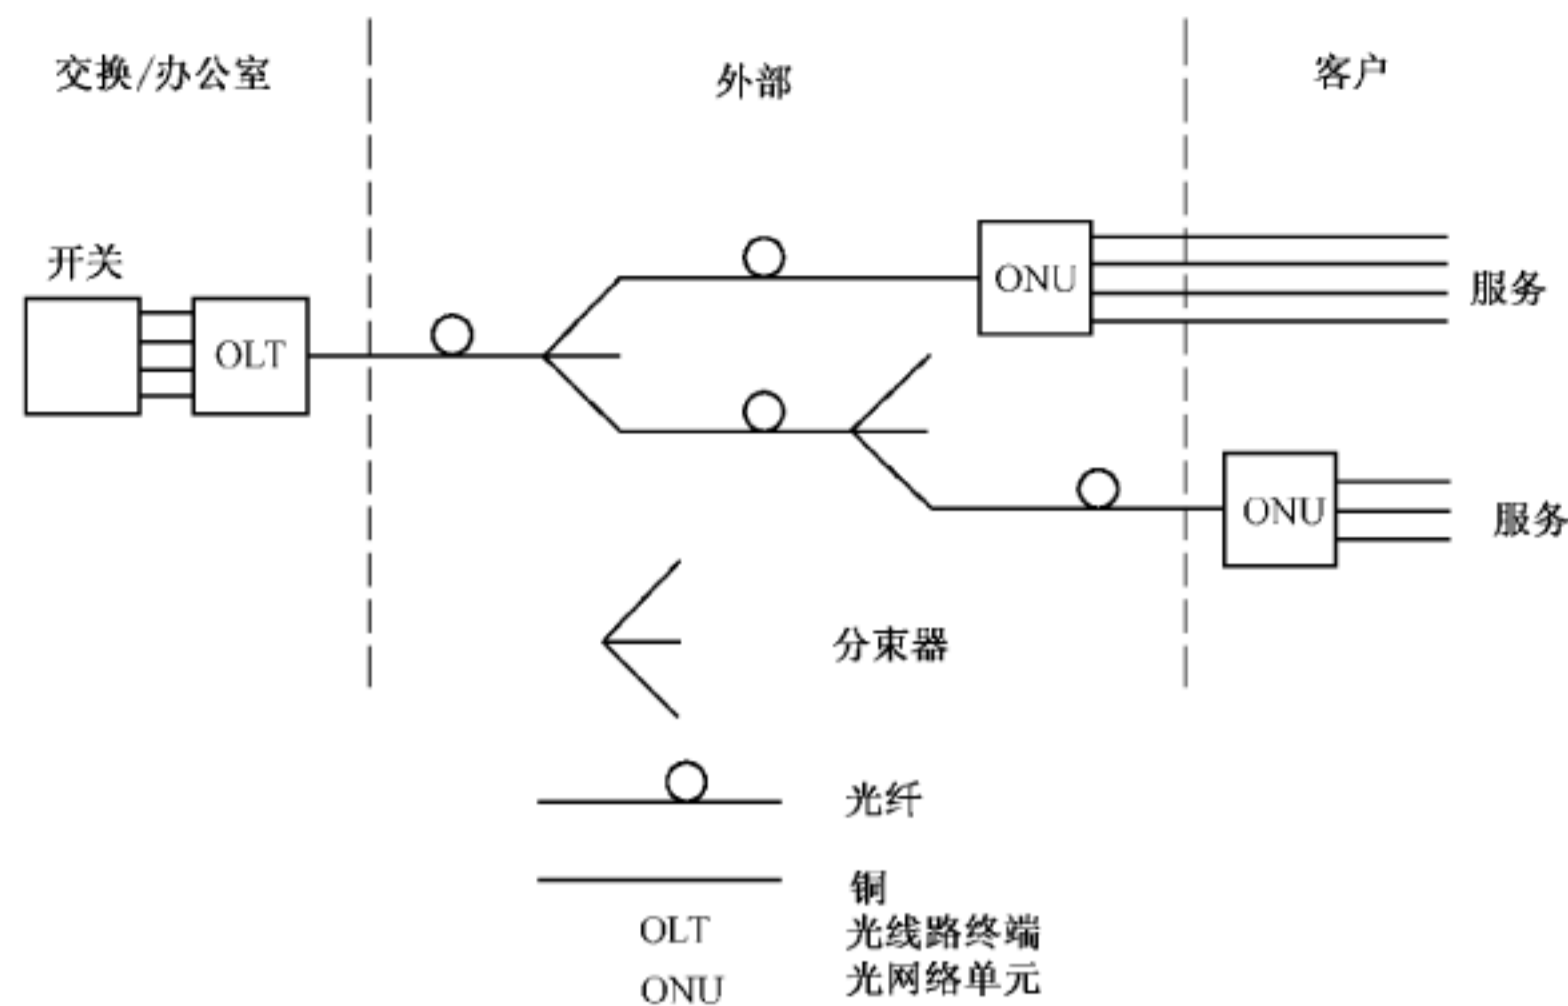 交换/办公室
外部
客户
开关
OLT
ONU
服务
ONU
服务
分束器
光纤
铜
OLT 光线路终端
ONU 光网络单元